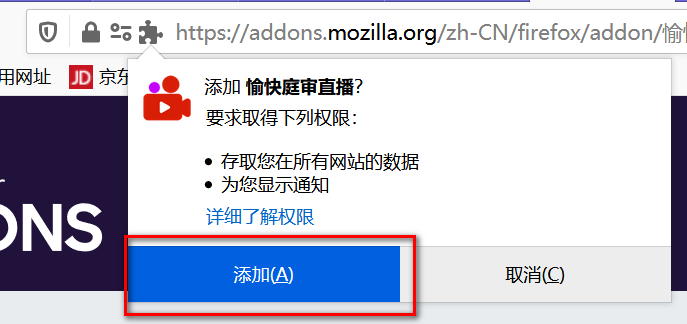 https://addons.mozilla.org/zh-CN/firefox/addon/愉
用网址 JD 京东
添加 愉快庭审直播?
要求取得下列权限：
• 存取您在所有网站的数据
• 为您显示通知
详细了解权限
ONS
添加(A) 取消(C)